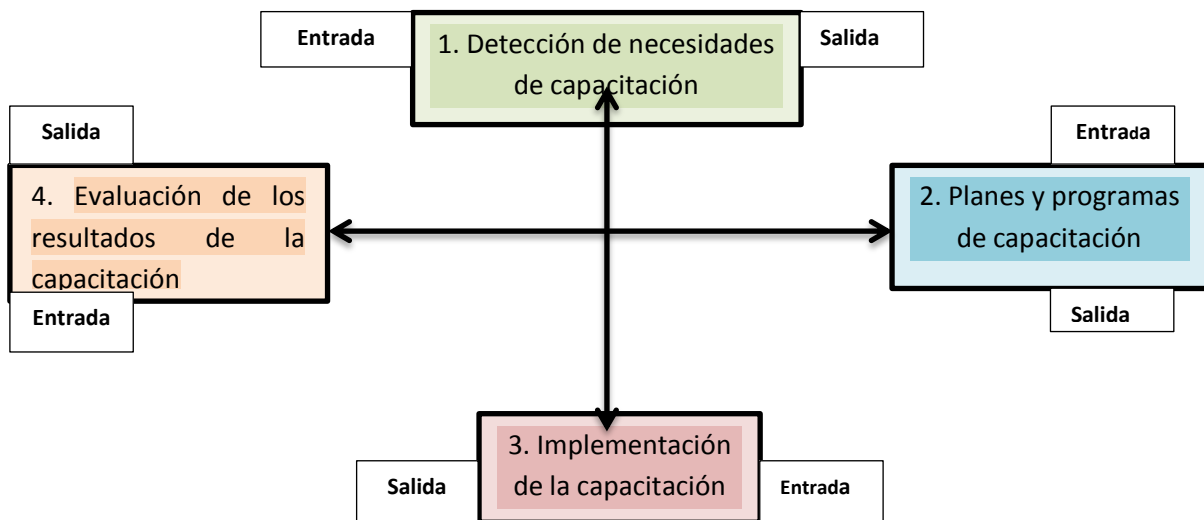 Entrada
1. Detección de necesidades
de capacitación
Salida
Salida
4. Evaluación de los
resultados de la
capacitación
Entrada
Entrada
2. Planes y programas
de capacitación
Salida
3. Implementación
de la capacitación
Salida
Entrada